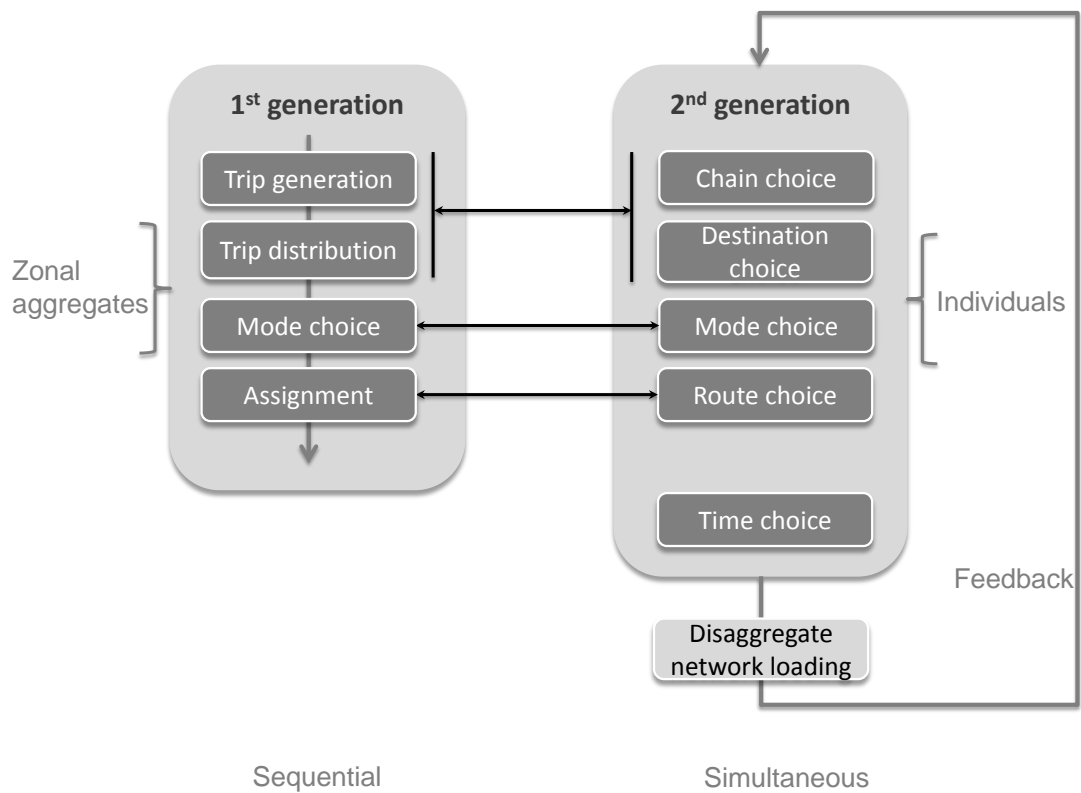 1st generation
Trip generation
Trip distribution
Mode choice
Assignment
Zonal
aggregates
2nd generation
Chain choice
Destination
choice
Mode choice
Route choice
Time choice
Individuals
Feedback
Disaggregate
network loading
Sequential
Simultaneous